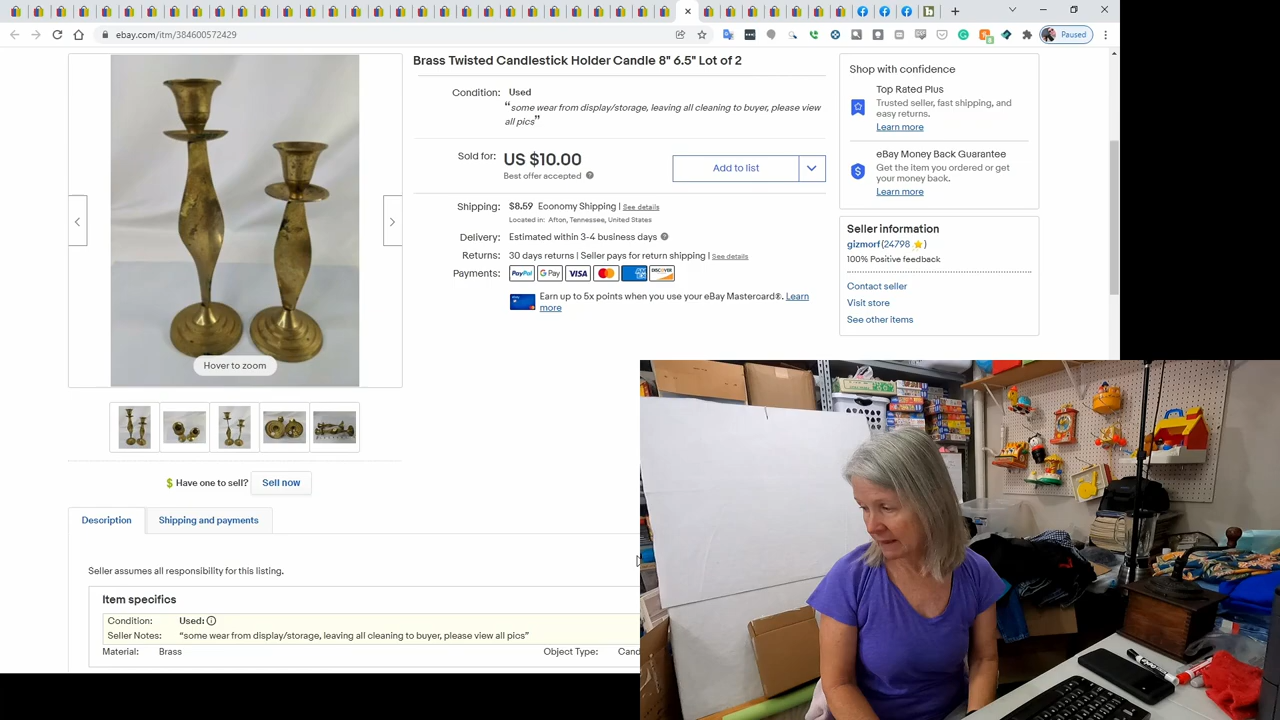 ebay.com/itm/384600572429
Paused
Brass Twisted Candlestick Holder Candle 8" 6.5" Lot of 2
Condition: Used
“some wear from display/storage, leaving all cleaning to buyer, please view
all pics”
Sold for: US $10.00
Best offer accepted
Add to list
Shipping: $8.59 Economy Shipping | See details
Located in: Afton, Tennessee, United States
Delivery: Estimated within 3-4 business days
Returns: 30 days returns | Seller pays for return shipping | See details
Payments: PayPal G Pay VISA DISCOVER
Earn up to 5x points when you use your eBay Mastercard®. Learn
more
Shop with confidence
Top Rated Plus
Trusted seller, fast shipping, and
easy returns.
Learn more
eBay Money Back Guarantee
Get the item you ordered or get
your money back.
Learn more
Seller information
gizmorf (24798 )
100% Positive feedback
Contact seller
Visit store
See other items
Hover to zoom
$ Have one to sell? Sell now
Description
Shipping and payments
Seller assumes all responsibility for this listing.
Item specifics
Condition: Used:
Seller Notes: “some wear from display/storage, leaving all cleaning to buyer, please view all pics”
Material: Brass
Object Type:
EXPO